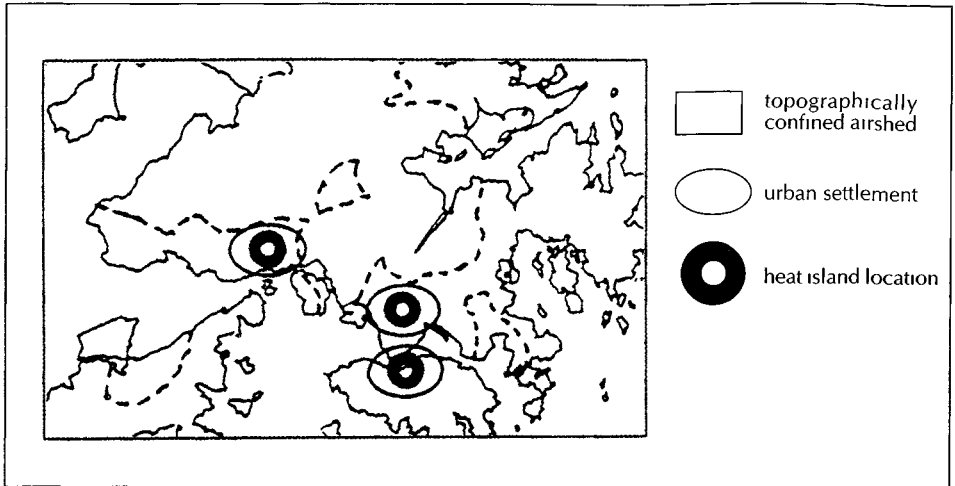 topographically
confined airshed
urban settlement
heat island location